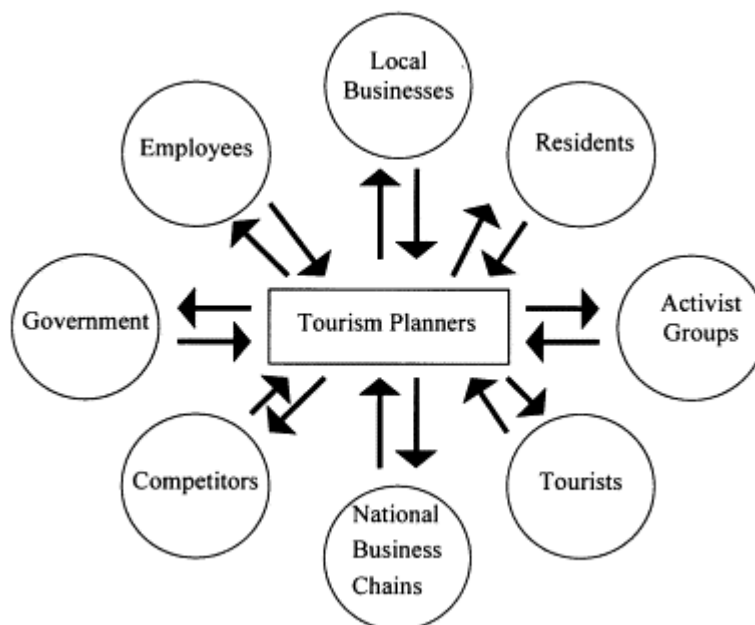 Local
Businesses
Employees
Residents
Government
Tourism Planners
Activist
Groups
Competitors
Tourists
National
Business
Chains